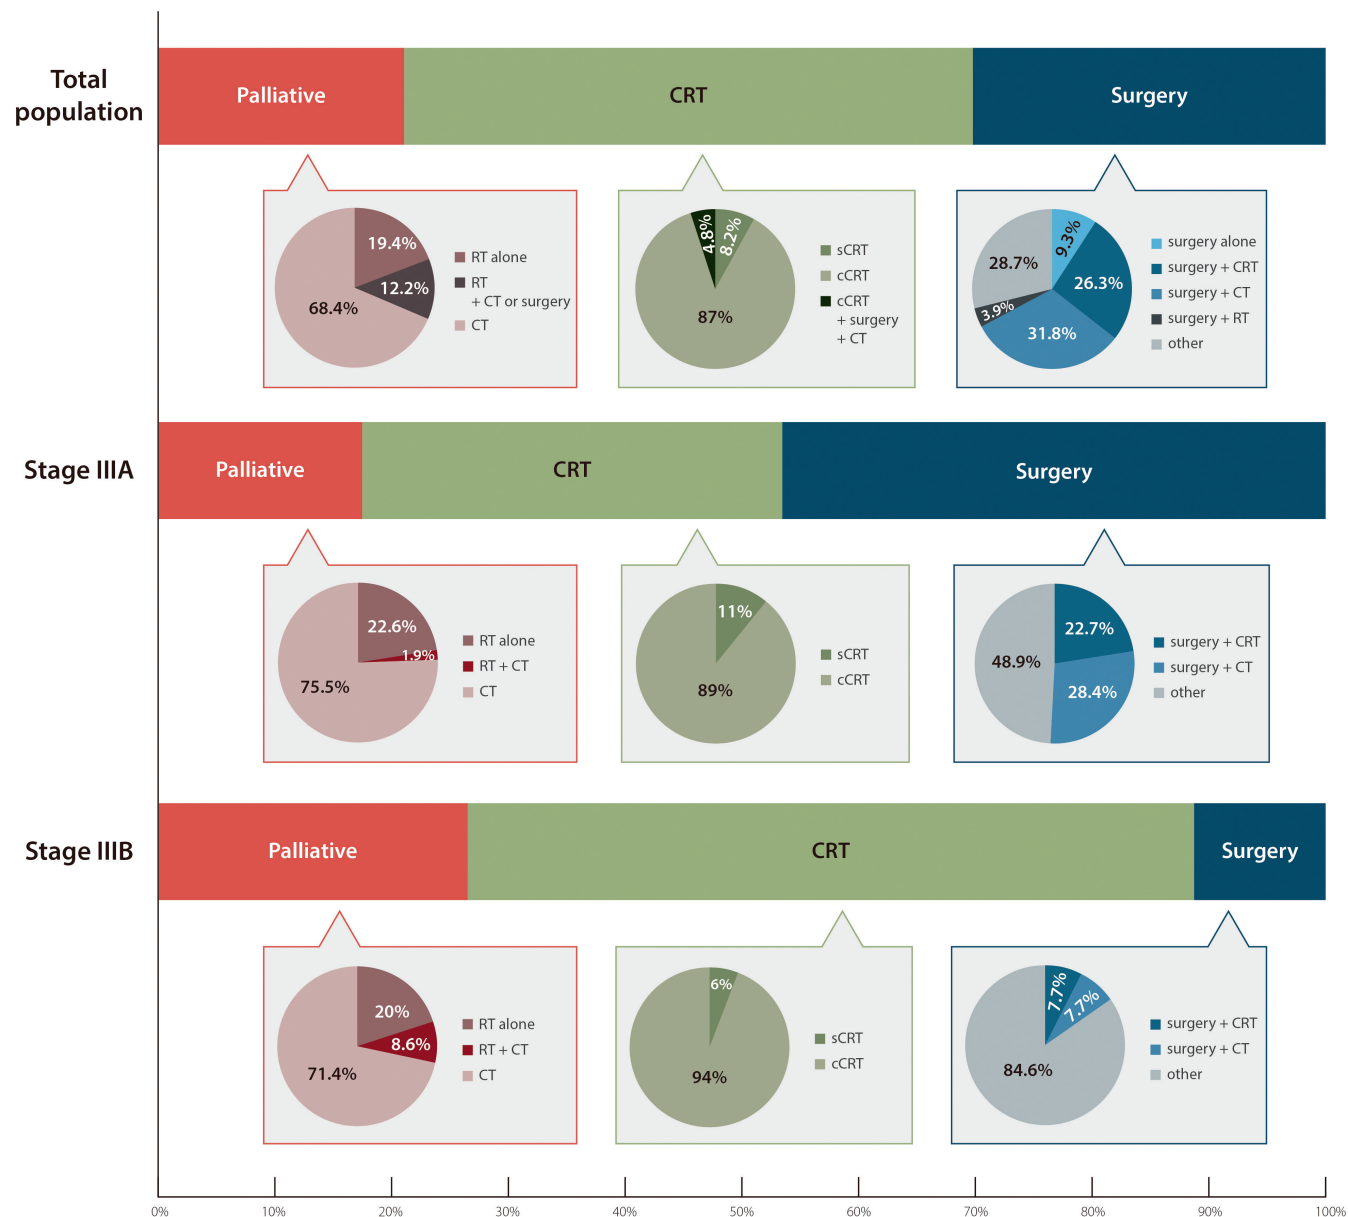 Total
population
Palliative
CRT
Surgery
19.4%
12.2%
68.4%
RT alone
RT
+ CT or surgery
CT
4.8%
8.2%
87%
sCRT
cCRT
cCRT
+ surgery
+ CT
9.3%
26.3%
31.8%
3.9%
28.7%
surgery alone
surgery + CRT
surgery + CT
surgery + RT
other
Stage IIIA
Palliative
CRT
Surgery
22.6%
1.9%
75.5%
RT alone
RT + CT
CT
11%
89%
sCRT
cCRT
22.7%
28.4%
48.9%
surgery + CRT
surgery + CT
other
Stage IIIB
Palliative
CRT
Surgery
20%
8.6%
71.4%
RT alone
RT + CT
CT
6%
94%
sCRT
cCRT
7.7%
7.7%
84.6%
surgery + CRT
surgery + CT
other
0% 10% 20% 30% 40% 50% 60% 70% 80% 90% 100%